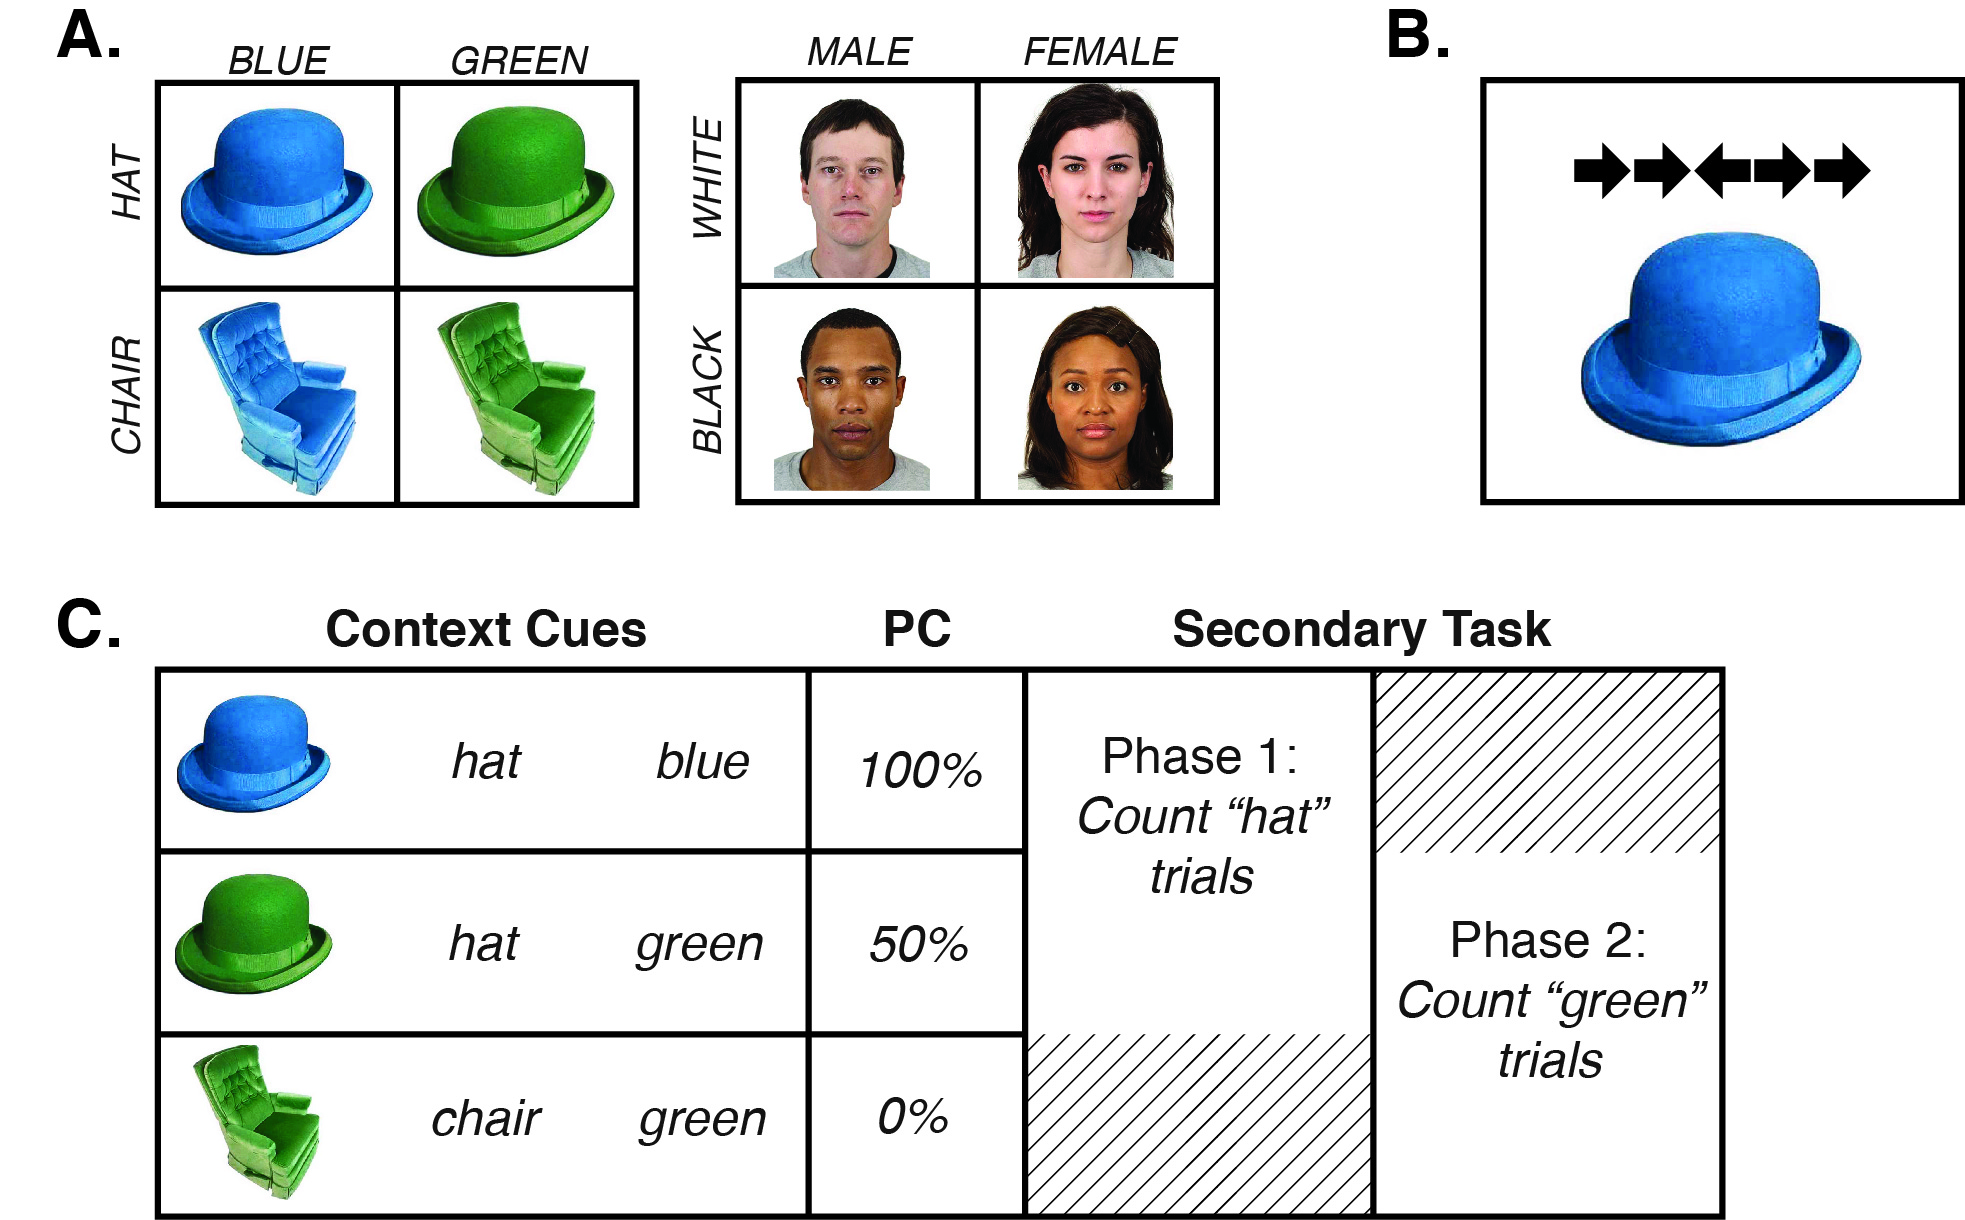 A.
BLUE GREEN
HAT
CHAIR
MALE FEMALE
WHITE
BLACK
B.
C.
Context Cues PC Secondary Task
hat blue 100%
hat green 50%
chair green 0%
Phase 1:
Count “hat”
trials
Phase 2:
Count “green”
trials